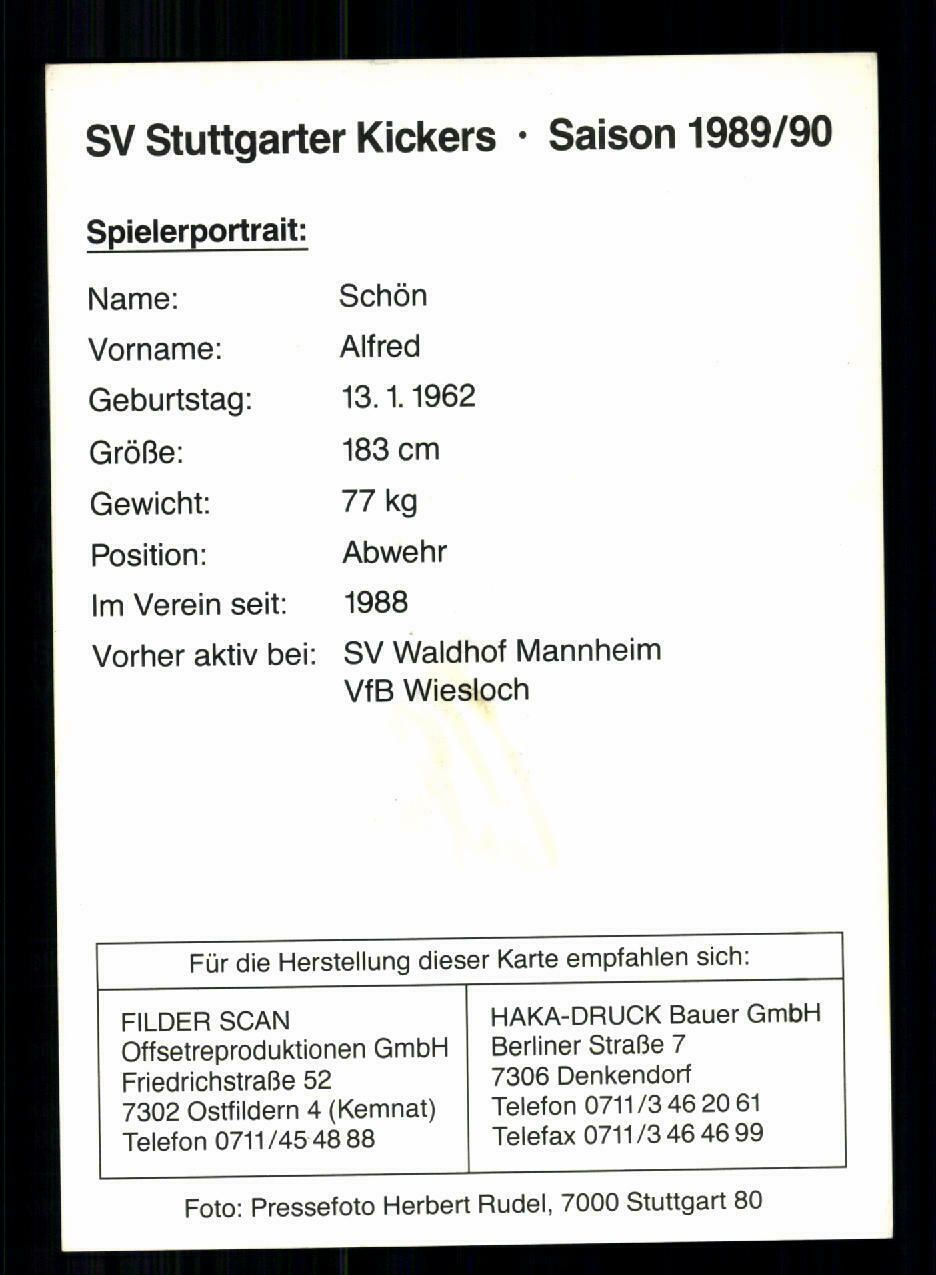 SV Stuttgarter Kickers · Saison 1989/90
Spielerportrait:
Name: Schön
Vorname: Alfred
Geburtstag: 13. 1. 1962
Größe: 183 cm
Gewicht: 77 kg
Position: Abwehr
Im Verein seit: 1988
Vorher aktiv bei: SV Waldhof Mannheim
VfB Wiesloch
Für die Herstellung dieser Karte empfahlen sich:
FILDER SCAN
Offsetreproduktionen GmbH
Friedrichstraße 52
7302 Ostfildern 4 (Kemnat)
Telefon 0711/45 48 88
HAKA-DRUCK Bauer GmbH
Berliner Straße 7
7306 Denkendorf
Telefon 0711/3 46 20 61
Telefax 0711/3 46 46 99
Foto: Pressefoto Herbert Rudel, 7000 Stuttgart 80